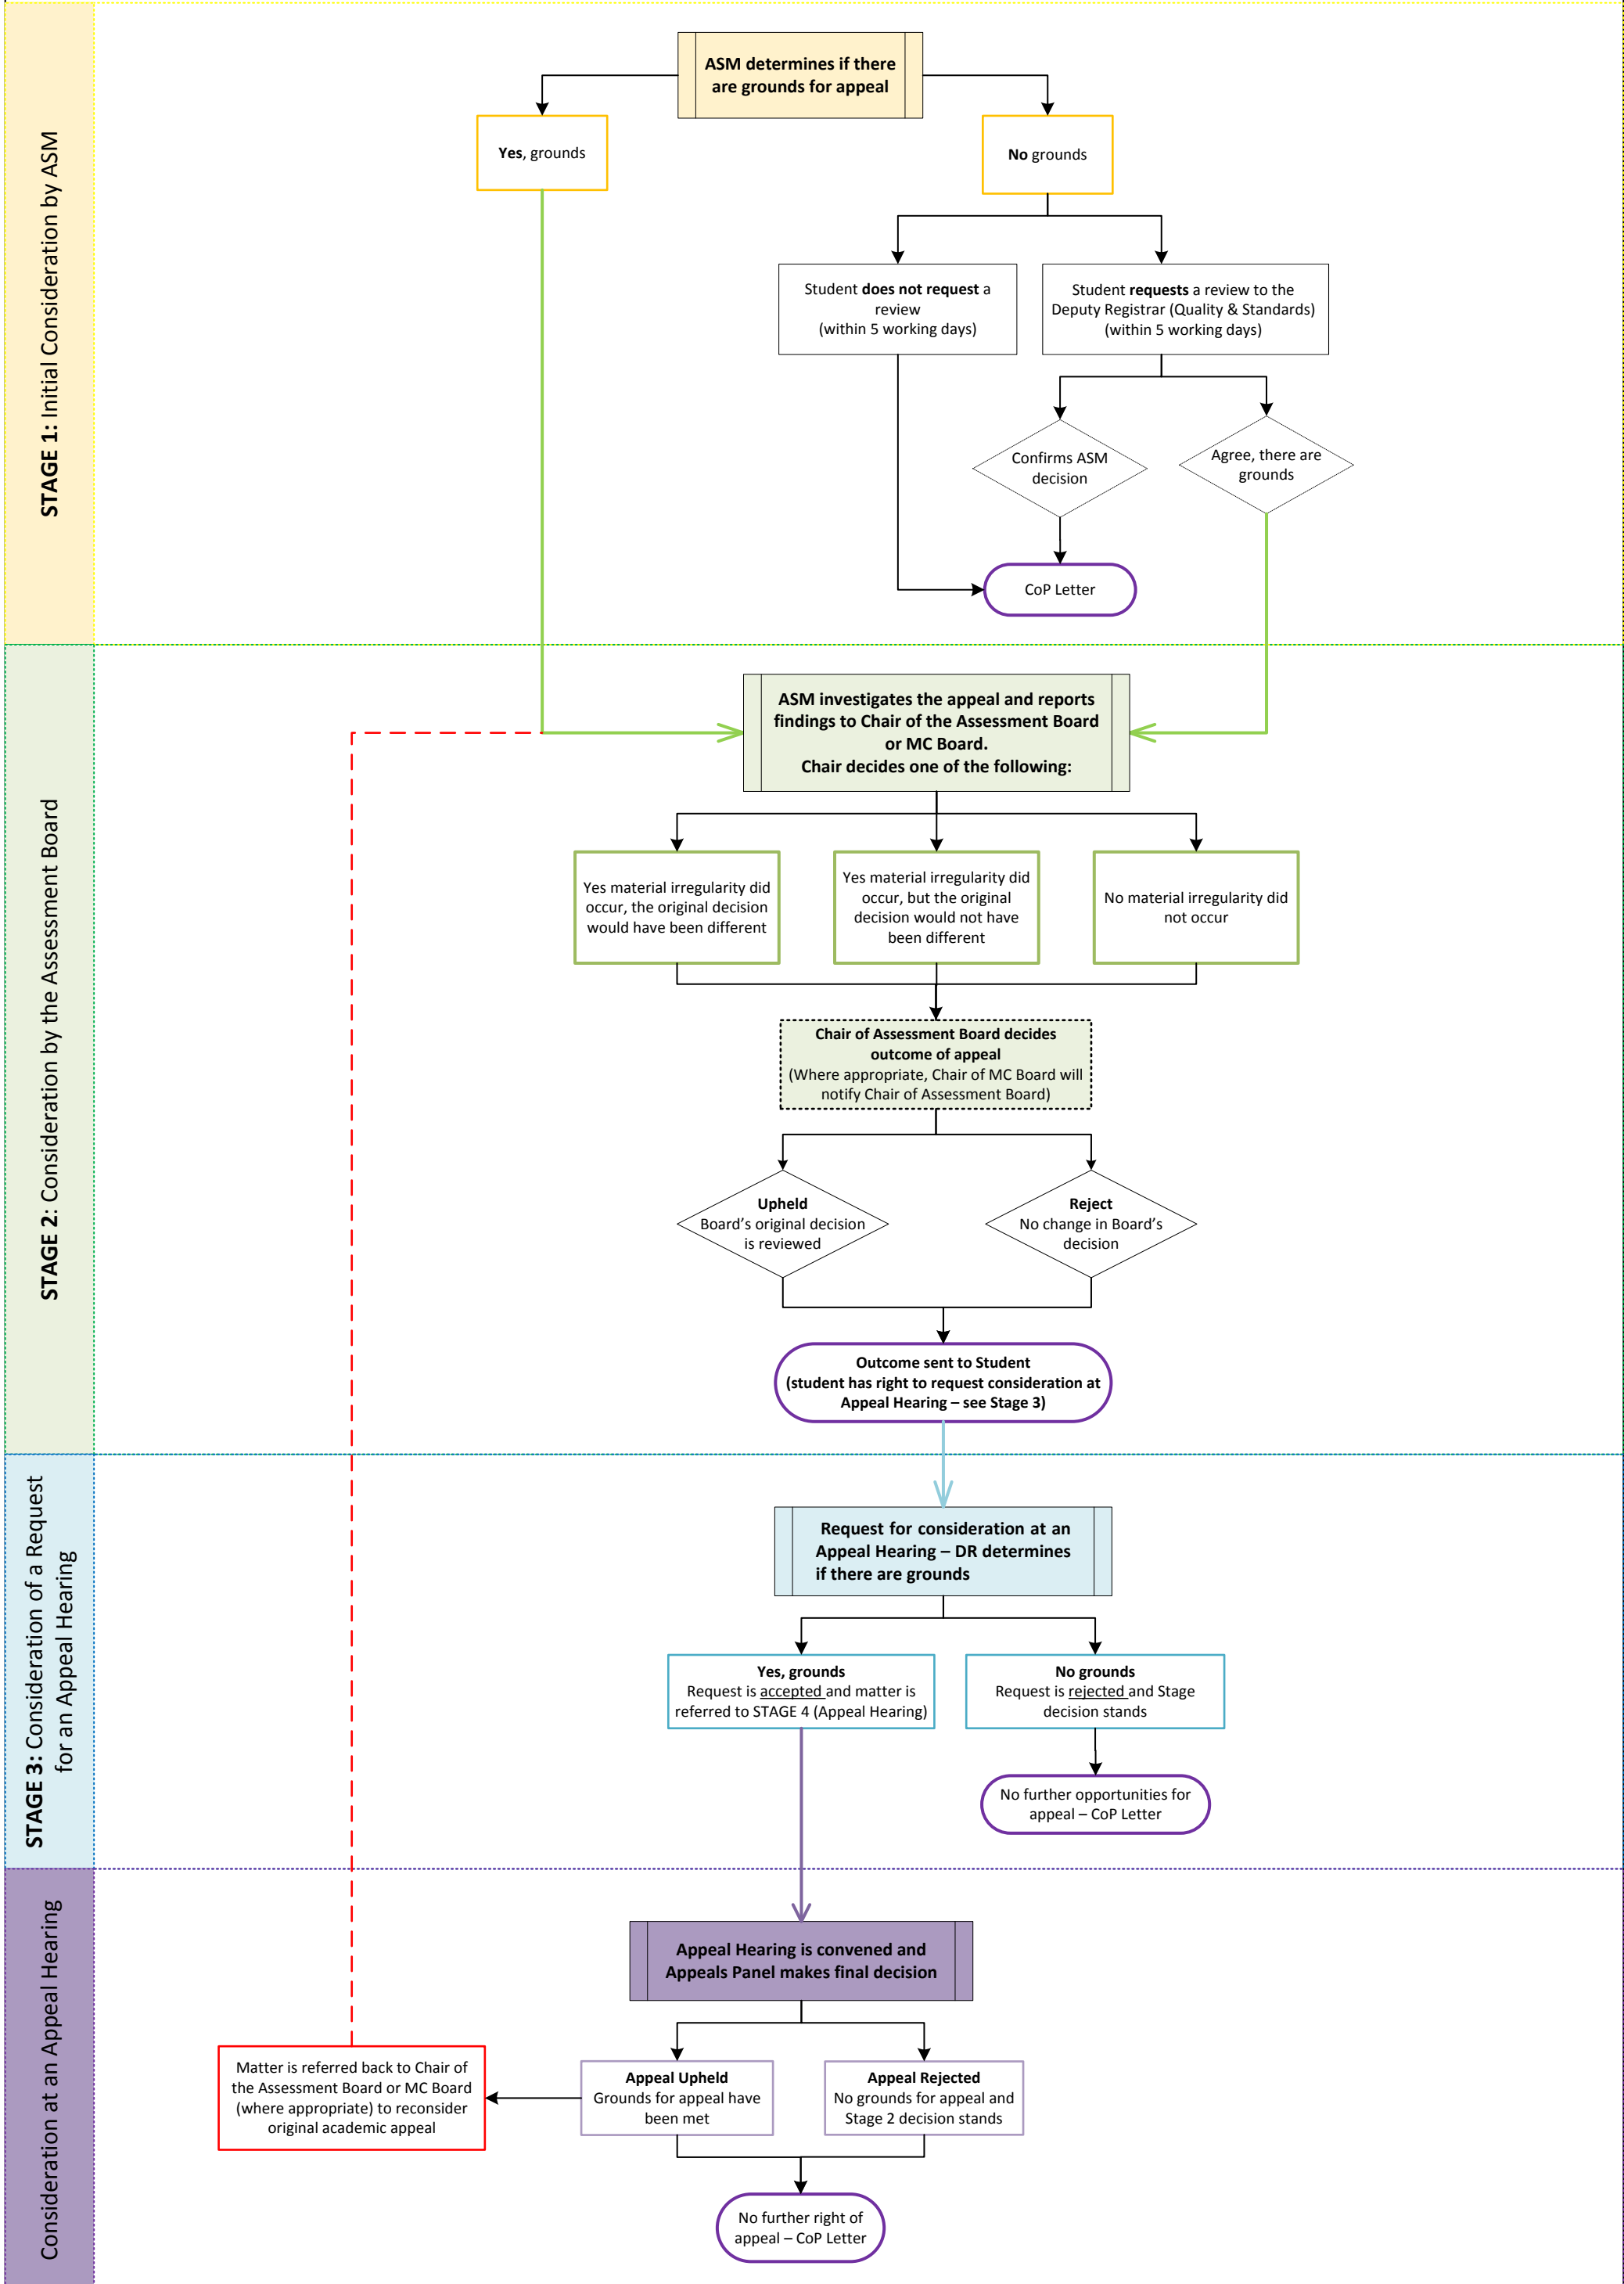 STAGE 1: Initial Consideration by ASM
ASM determines if there
are grounds for appeal
Yes, grounds
No grounds
Student does not request a
review
(within 5 working days)
Student requests a review to the
Deputy Registrar (Quality & Standards)
(within 5 working days)
Confirms ASM
decision
Agree, there are
grounds
CoP Letter
STAGE 2: Consideration by the Assessment Board
ASM investigates the appeal and reports
findings to Chair of the Assessment Board
or MC Board.
Chair decides one of the following:
Yes material irregularity did
occur, the original decision
would have been different
Yes material irregularity did
occur, but the original
decision would not have
been different
No material irregularity did
not occur
Chair of Assessment Board decides
outcome of appeal
(Where appropriate, Chair of MC Board will
notify Chair of Assessment Board)
Upheld
Board’s original decision
is reviewed
Reject
No change in Board’s
decision
Outcome sent to Student
(student has right to request consideration at
Appeal Hearing – see Stage 3)
STAGE 3: Consideration of a Request
for an Appeal Hearing
Request for consideration at an
Appeal Hearing – DR determines
if there are grounds
Yes, grounds
Request is accepted and matter is
referred to STAGE 4 (Appeal Hearing)
No grounds
Request is rejected and Stage
decision stands
No further opportunities for
appeal – CoP Letter
Consideration at an Appeal Hearing
Appeal Hearing is convened and
Appeals Panel makes final decision
Matter is referred back to Chair of
the Assessment Board or MC Board
(where appropriate) to reconsider
original academic appeal
Appeal Upheld
Grounds for appeal have
been met
Appeal Rejected
No grounds for appeal and
Stage 2 decision stands
No further right of
appeal – CoP Letter